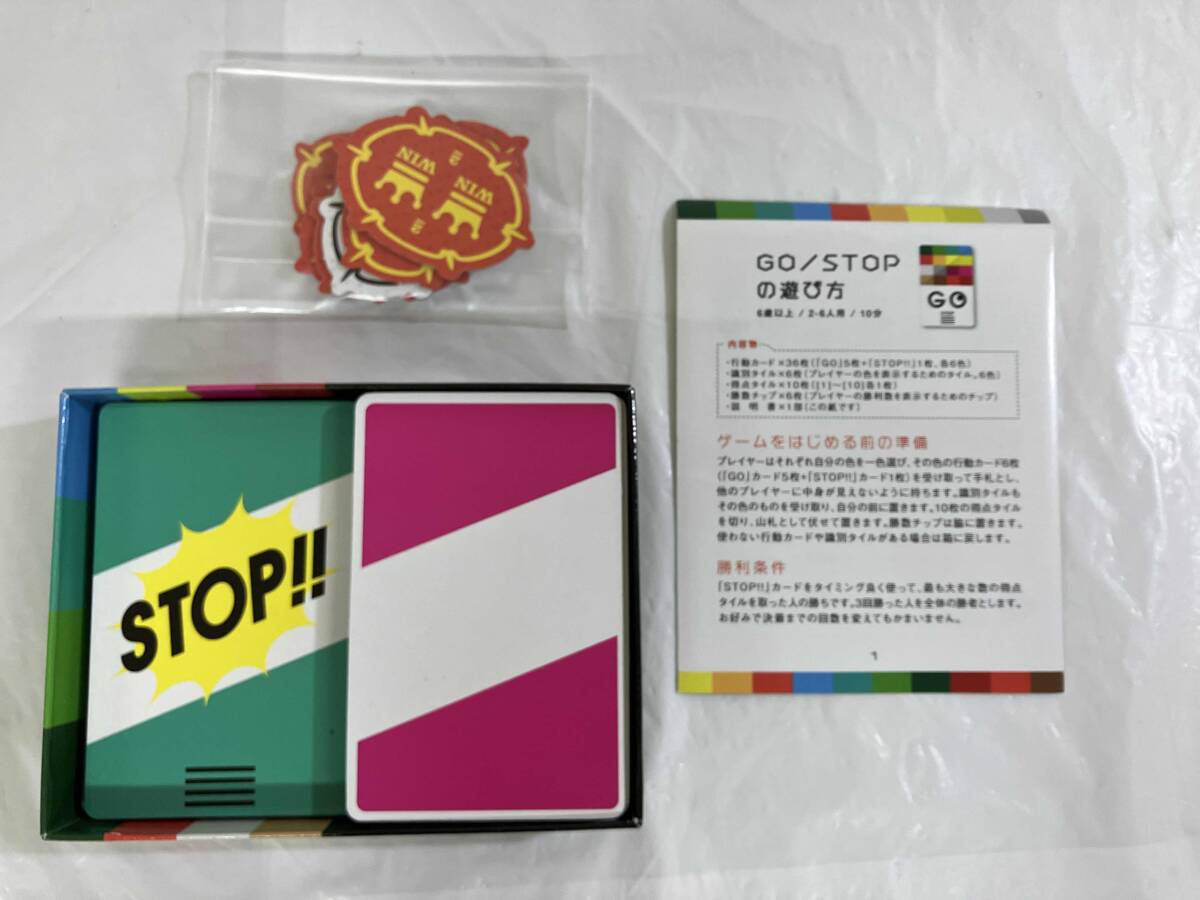 WIN
2
WIN
2
GO/STOP
の遊び方
GO
6歳以上 / 2-6人用 / 10分
内容物
・行動カード×36枚(「GO」5枚+「STOP!!」1枚、各6色)
・識別タイル×6枚(プレイヤーの色を表示するためのタイル。6色)
・得点タイル×10枚([1]~[10]各1枚)
・勝数チップ×6枚(プレイヤーの勝利数を表示するためのチップ)
・説 明 書×1部(この紙です)
ゲームをはじめる前の準備
プレイヤーはそれぞれ自分の色を一色選び、その色の行動カード6枚
(「GO」カード5枚+「STOP!!」カード1枚)を受け取って手札とし、
他のプレイヤーに中身が見えないように持ちます。識別タイルも
その色のものを受け取り、自分の前に置きます。10枚の得点タイル
を切り、山札として伏せて置きます。勝数チップは脇に置きます。
使わない行動カードや識別タイルがある場合は箱に戻します。
勝利条件
「STOP!!」カードをタイミング良く使って、最も大きな数の得点
タイルを取った人の勝ちです。3回勝った人を全体の勝者とします。
お好みで決着までの回数を変えてもかまいません。
1
STOP!!